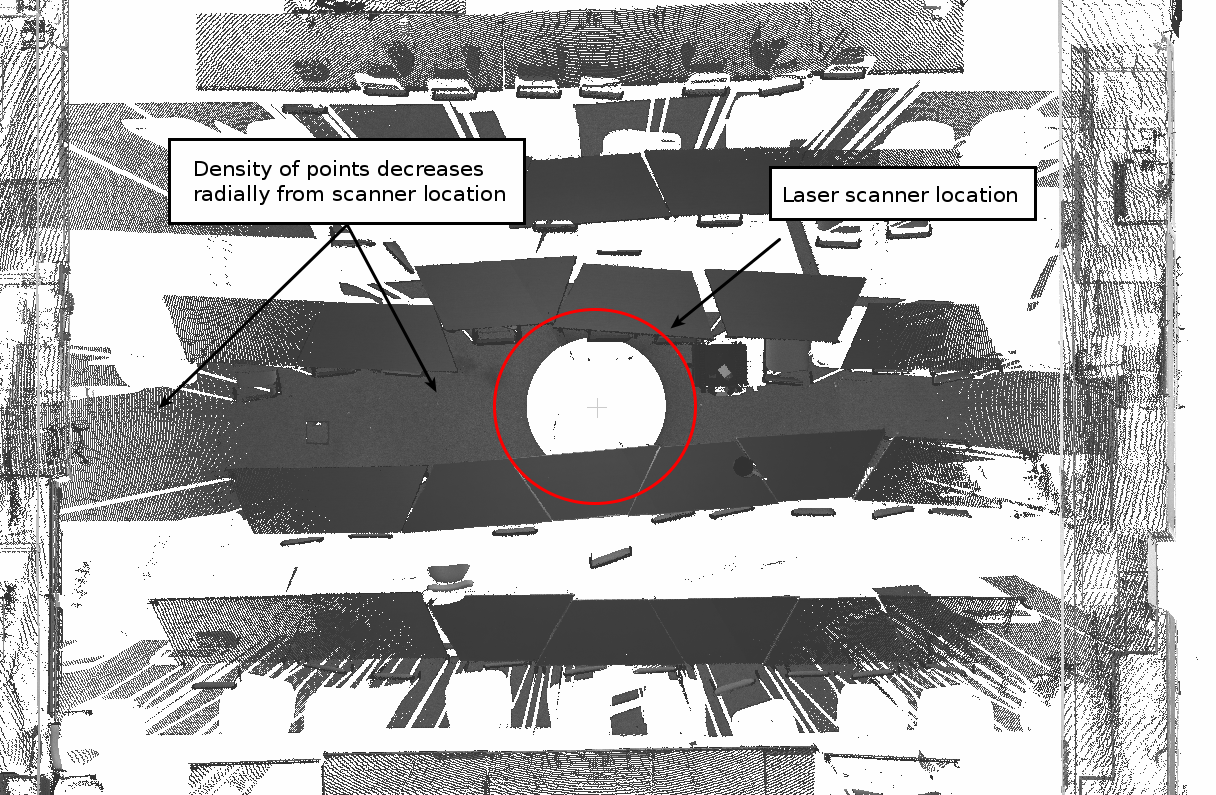 Density of points decreases
radially from scanner location
Laser scanner location